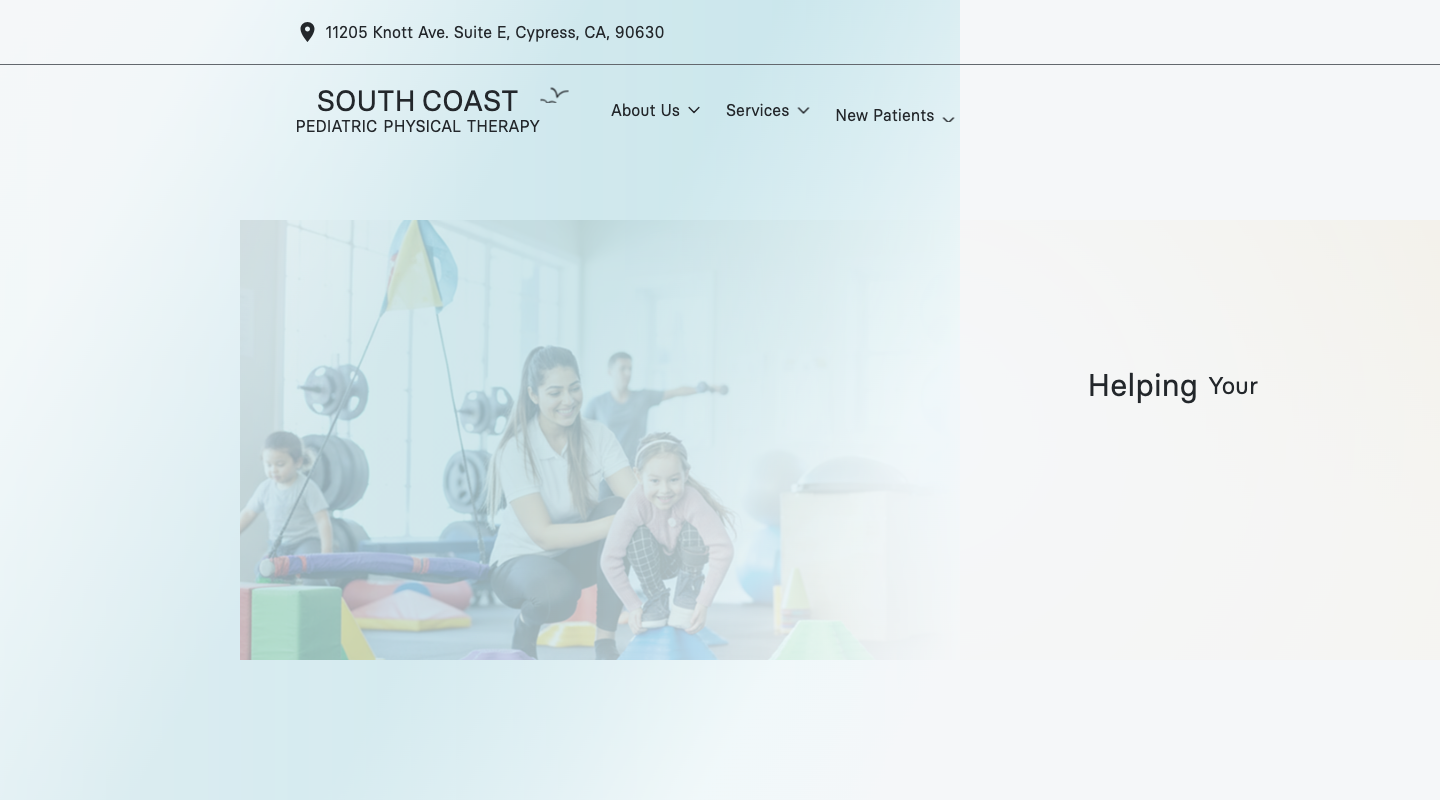 11205 Knott Ave. Suite E, Cypress, CA, 90630
SOUTH COAST
PEDIATRIC PHYSICAL THERAPY
About Us
Services
New Patients
Helping Your